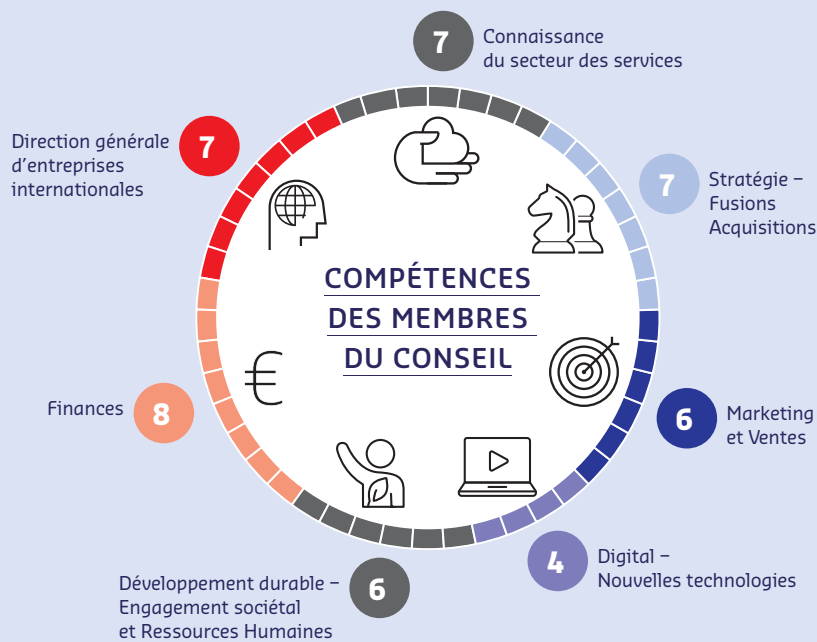 COMPÉTENCES
DES MEMBRES
DU CONSEIL
7
Connaissance
du secteur des services
7
Stratégie –
Fusions
Acquisitions
6
Marketing
et Ventes
4
Digital –
Nouvelles technologies
6
Développement durable –
Engagement sociétal
et Ressources Humaines
8
Finances
7
Direction générale
d'entreprises
internationales
€